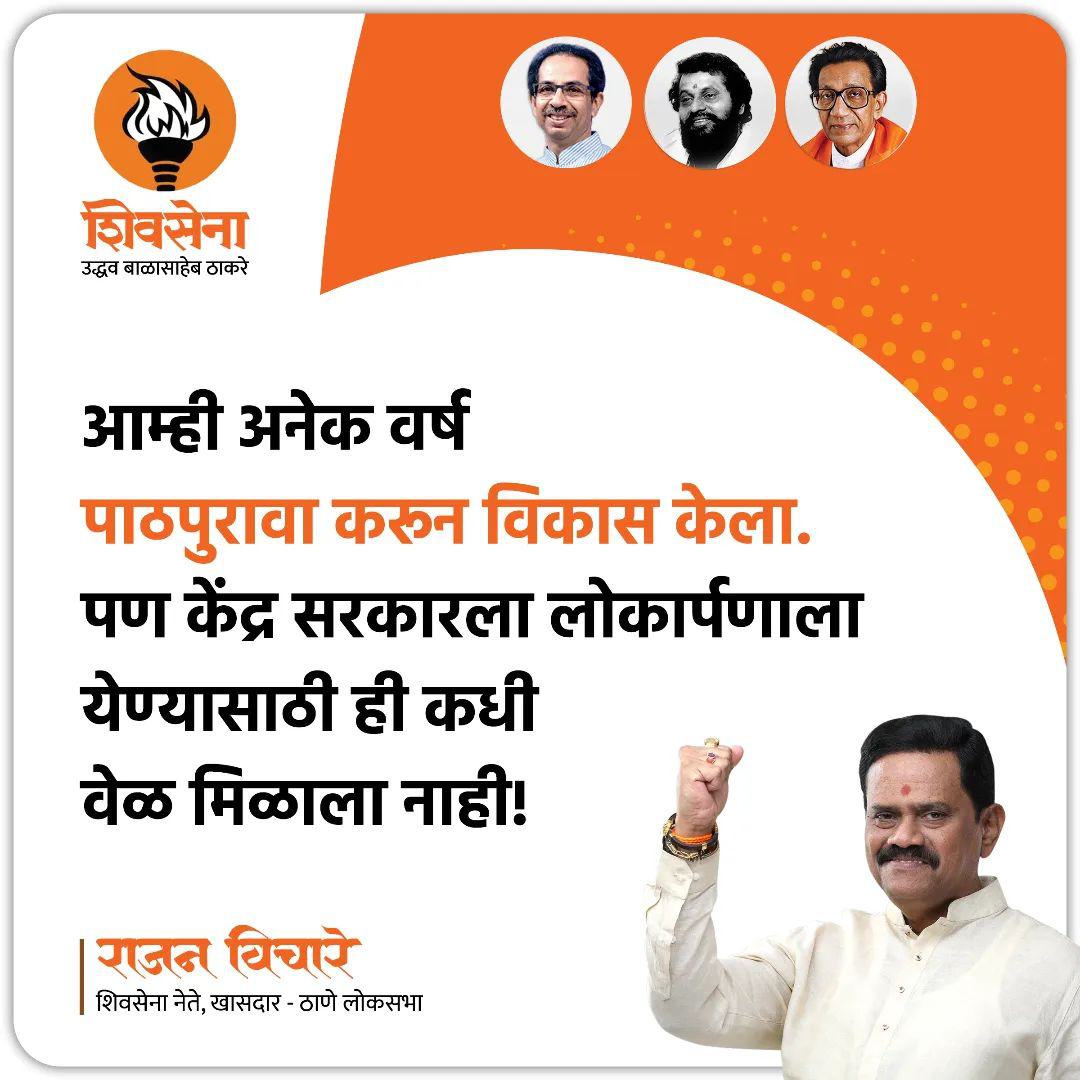 शिवसेना
उद्धव बाळासाहेब ठाकरे
आम्ही अनेक वर्ष
पाठपुरावा करून विकास केला.
पण केंद्र सरकारला लोकार्पणाला
येण्यासाठी ही कधी
वेळ मिळाला नाही!
राजन विचारे
शिवसेना नेते, खासदार - ठाणे लोकसभा